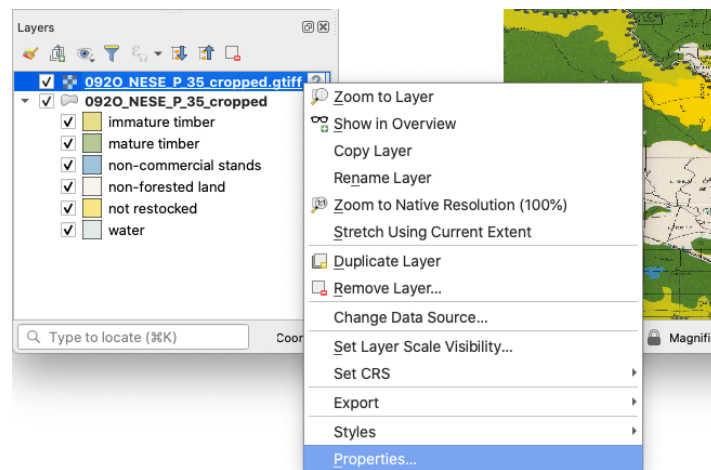 Layers
092O_NESE_P_35_cropped.gtiff
092O_NESE_P_35_cropped
immature timber
mature timber
non-commercial stands
non-forested land
not restocked
water
Type to locate (⌘K)
Coor
Zoom to Layer
Show in Overview
Copy Layer
Rename Layer
Zoom to Native Resolution (100%)
Stretch Using Current Extent
Duplicate Layer
Remove Layer...
Change Data Source...
Set Layer Scale Visibility...
Set CRS
Export
Styles
Properties...
Magnifi